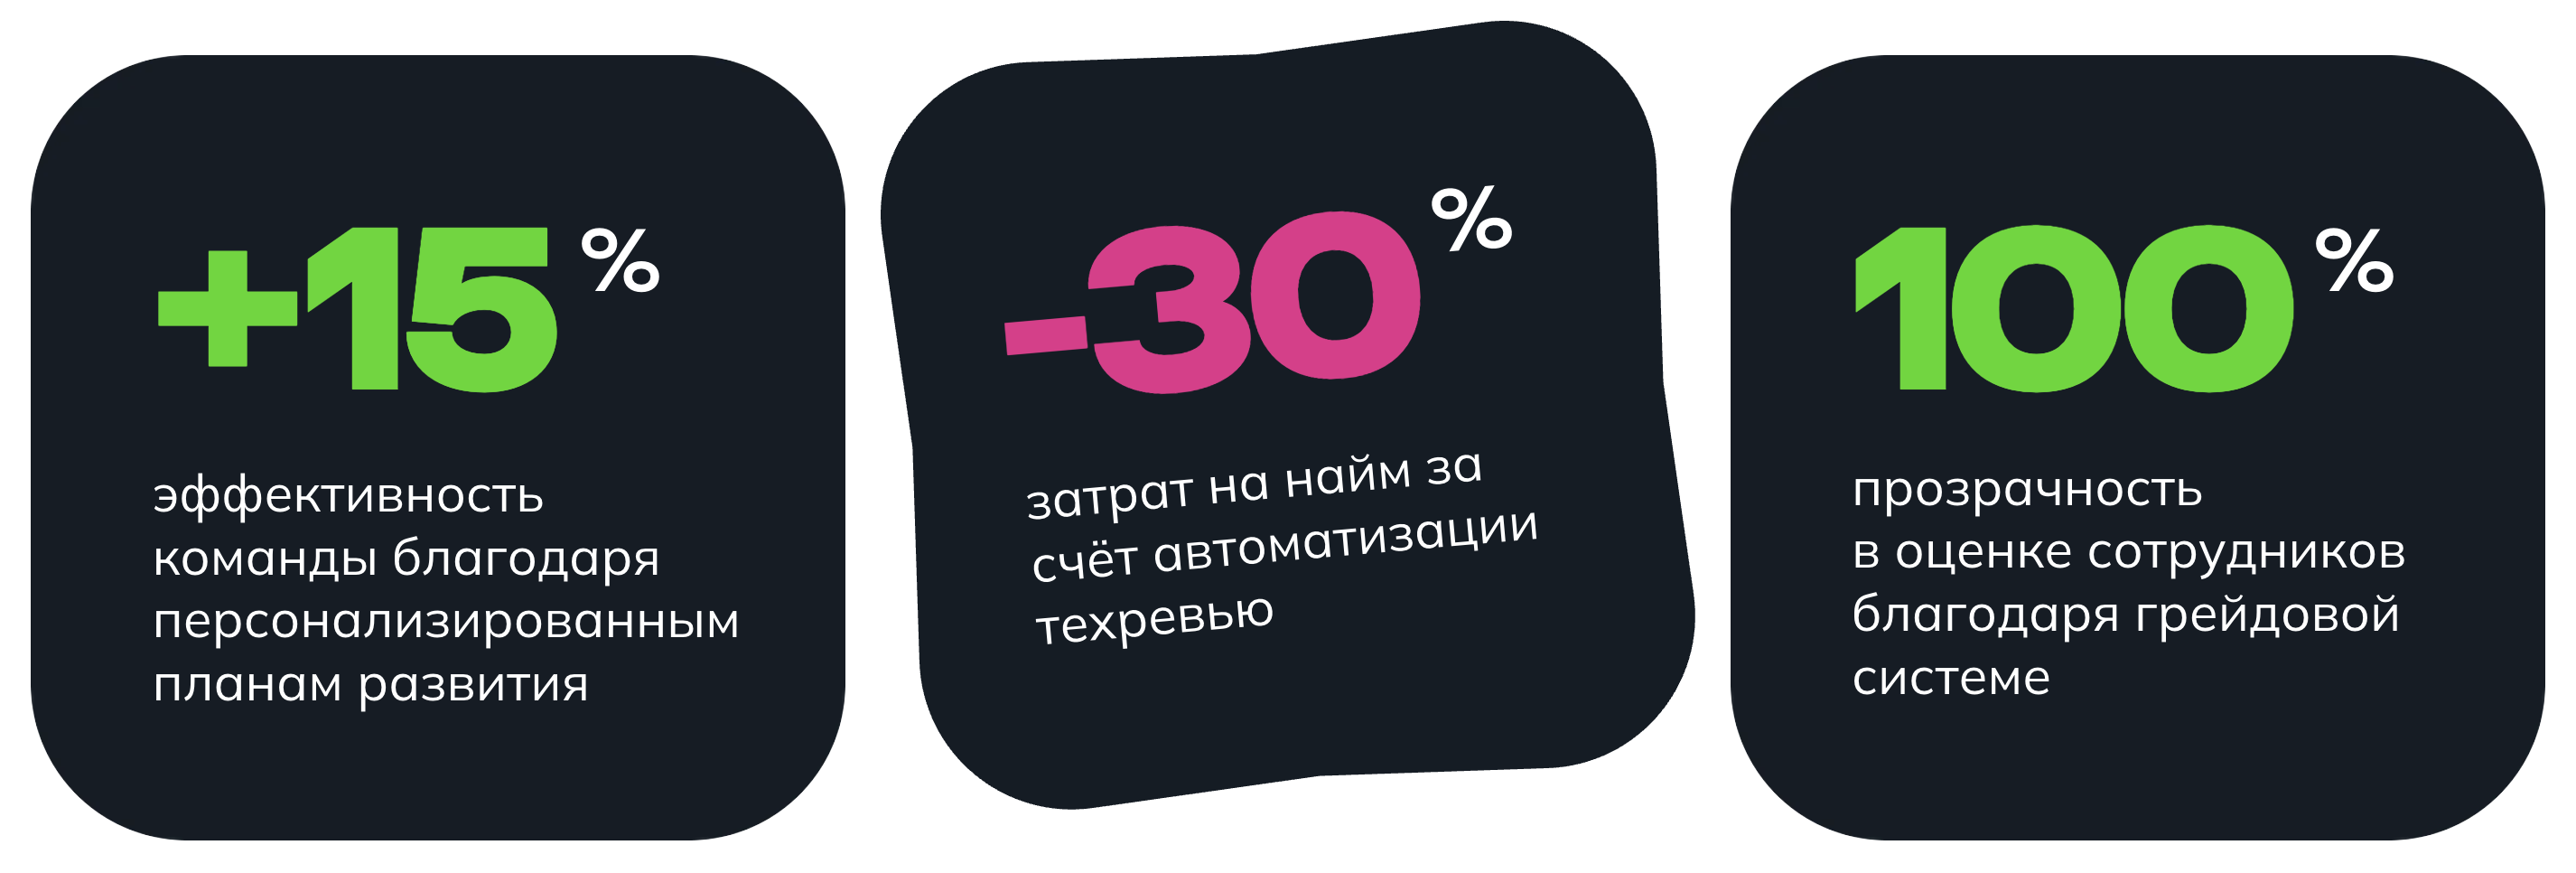 +15%
эффективность
команды благодаря
персонализированным
планам развития
-30%
затрат на найм за
счёт автоматизации
техревью
100%
прозрачность
в оценке сотрудников
благодаря грейдовой
системе